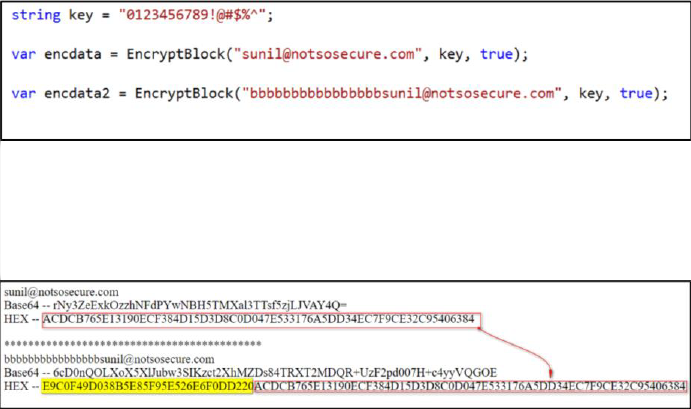 string key = "0123456789!@#$%^";
var encdata = EncryptBlock("sunil@notsosecure.com", key, true);
var encdata2 = EncryptBlock("bbbbbbbbbbbbbbbbsunil@notsosecure.com", key, true);
sunil@notsosecure.com
Base64 -- rNy3ZeExkOzzhNFdPYwNBH5TMXal3TTsf5zjLJVAY4Q=
HEX -- ACDCB765E13190ECF384D15D3D8C0D047E533176A5DD34EC7F9CE32C95406384
*******************************************
bbbbbbbbbbbbbbbbsunil@notsosecure.com
Base64 -- 6cD0nQOLXoX5XlJubw3SIKzct2XhMZDs84TRXT2MDQR+UzF2pd007H+c4yyVQGOE
HEX -- E9C0F49D038B5E85F95E526E6F0DD220ACDCB765E13190ECF384D15D3D8C0D047E533176A5DD34EC7F9CE32C95406384